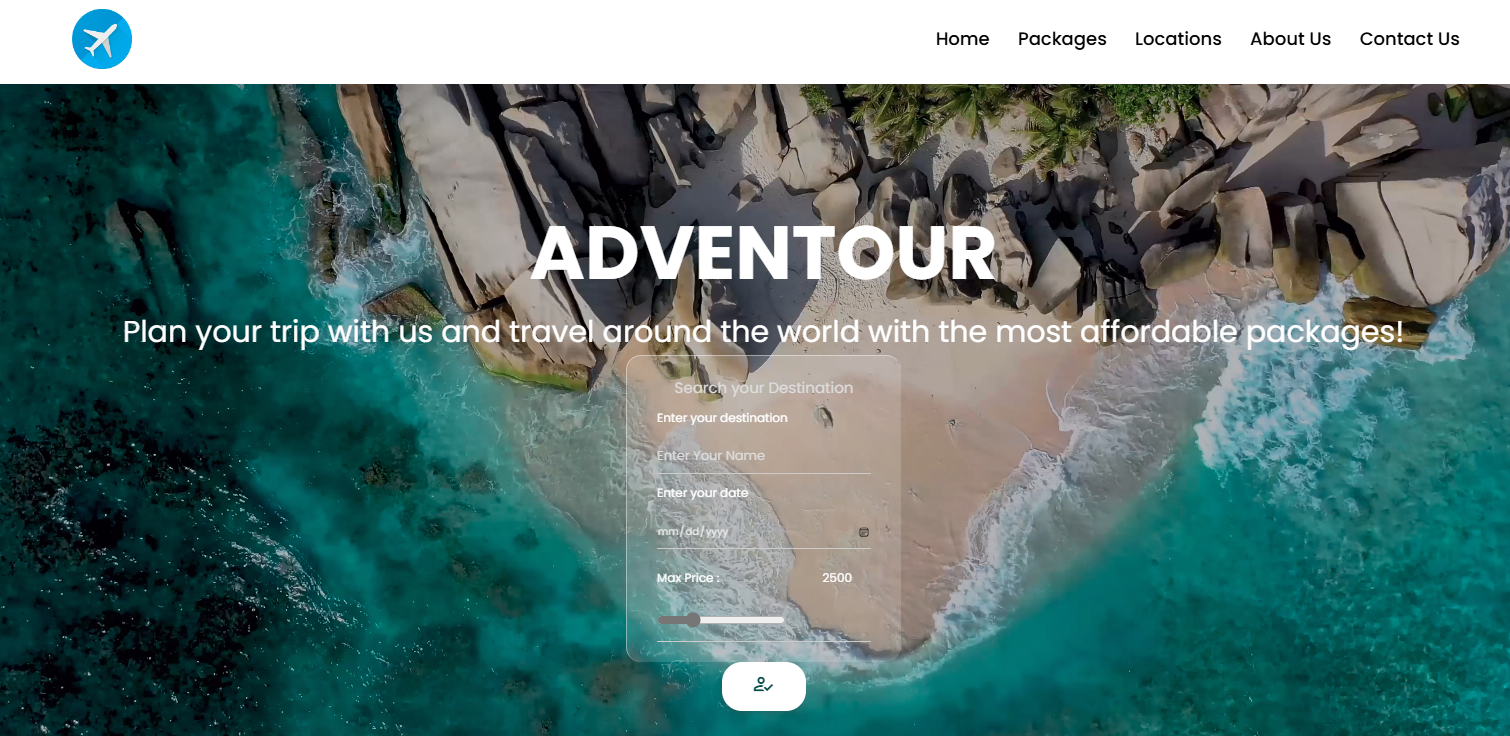 Home Packages Locations About Us Contact Us
ADVENTOUR
Plan your trip with us and travel around the world with the most affordable packages!
Search your Destination
Enter your destination
Enter Your Name
Enter your date
mm/dd/yyyy
Max Price : 2500